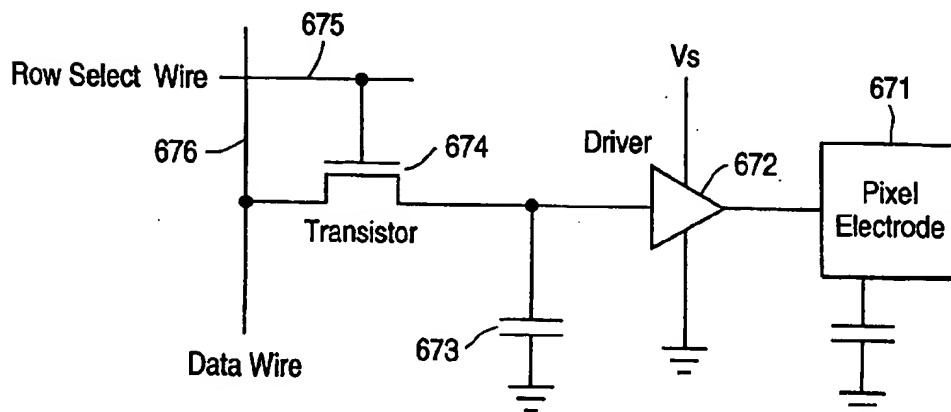 675
Row Select Wire
676
674
Transistor
Data Wire
673
Vs
Driver
672
671
Pixel
Electrode